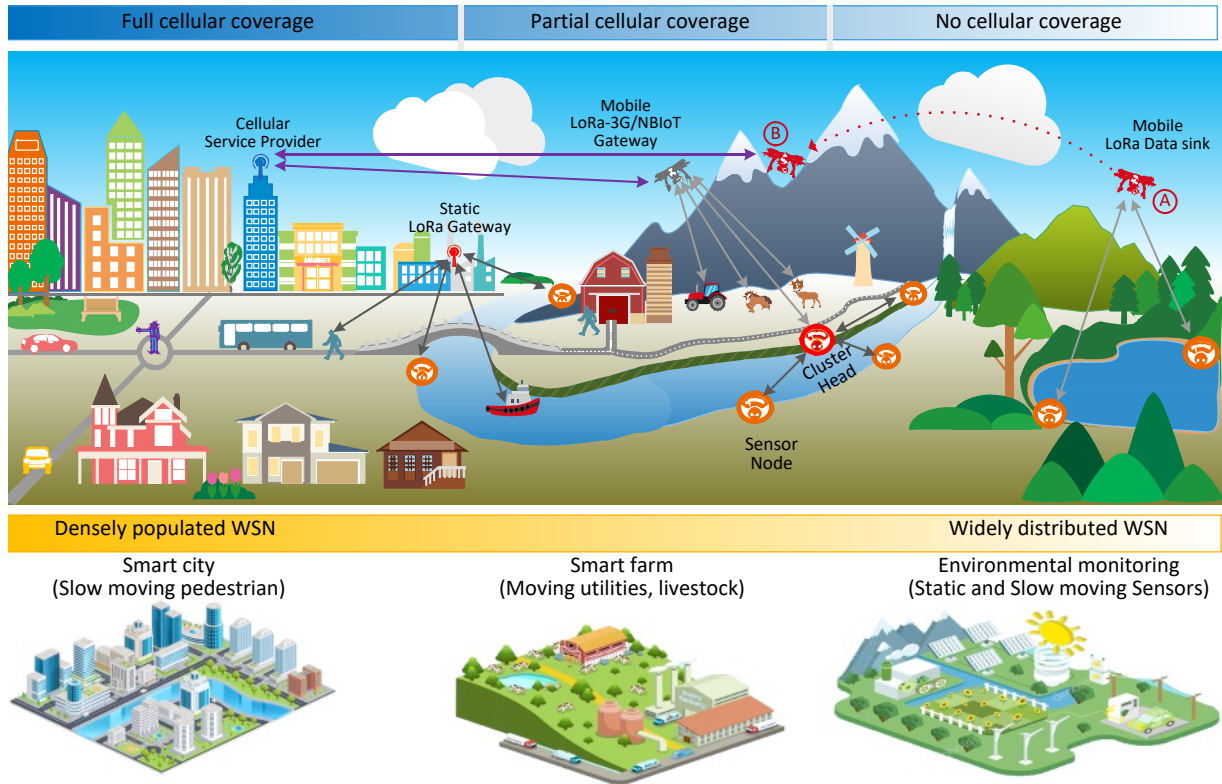 Full cellular coverage
Partial cellular coverage
No cellular coverage
Cellular
Service Provider
Mobile
LoRa-3G/NBIoT
Gateway
B
Mobile
LoRa Data sink
A
Static
LoRa Gateway
Cluster
Head
Sensor
Node
Densely populated WSN
Widely distributed WSN
Smart city
(Slow moving pedestrian)
Smart farm
(Moving utilities, livestock)
Environmental monitoring
(Static and Slow moving Sensors)